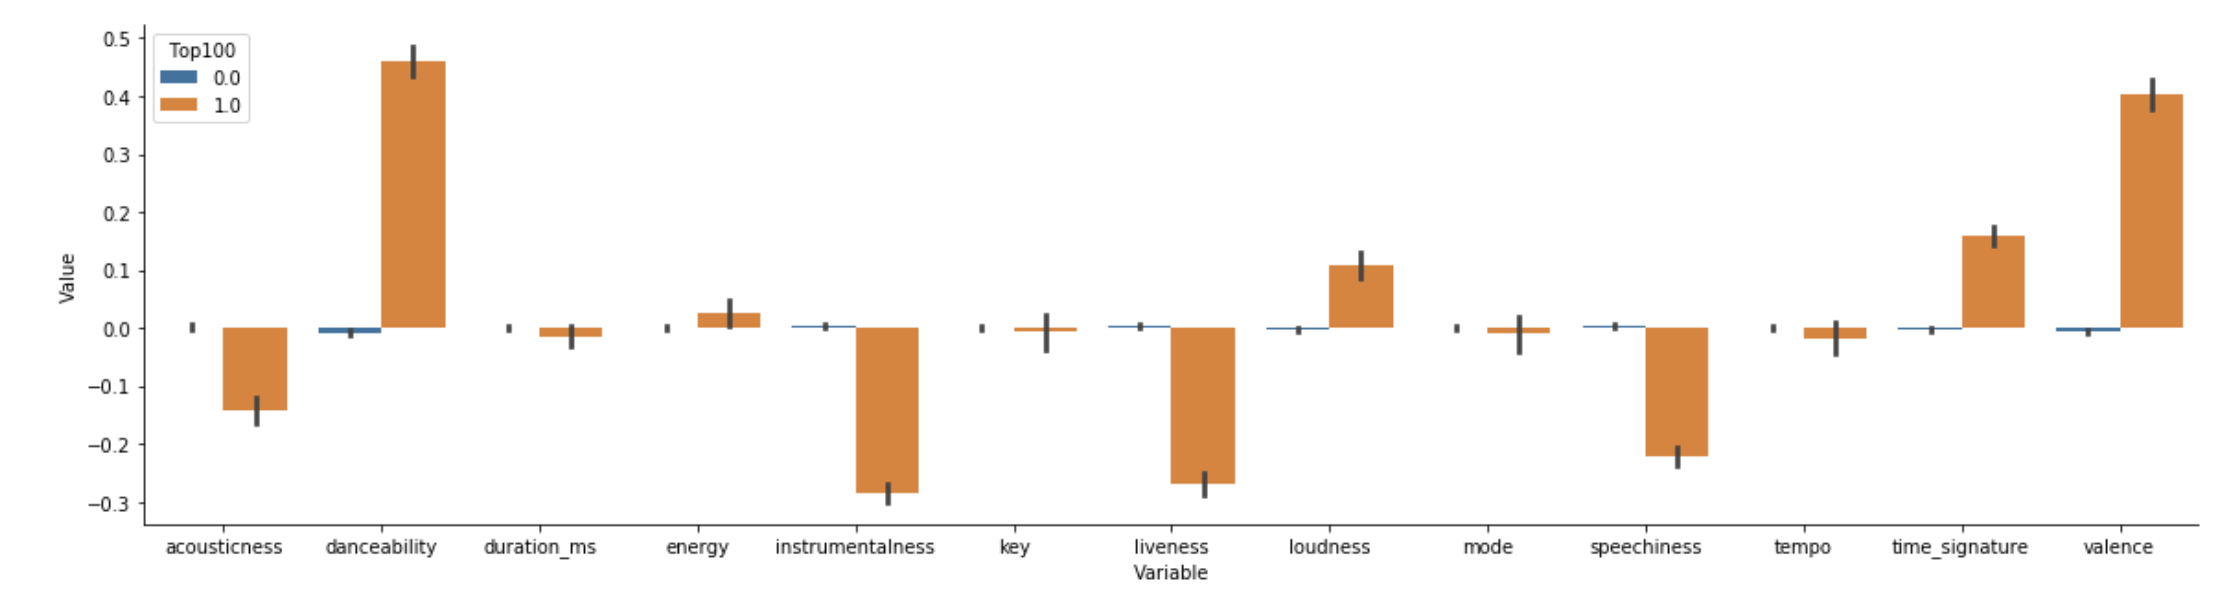 Top100
0.0
1.0
0.5
0.4
0.3
0.2
0.1
0.0
−0.1
−0.2
−0.3
Value
acousticness danceability duration_ms energy instrumentalness key liveness loudness mode speechiness tempo time_signature valence
Variable